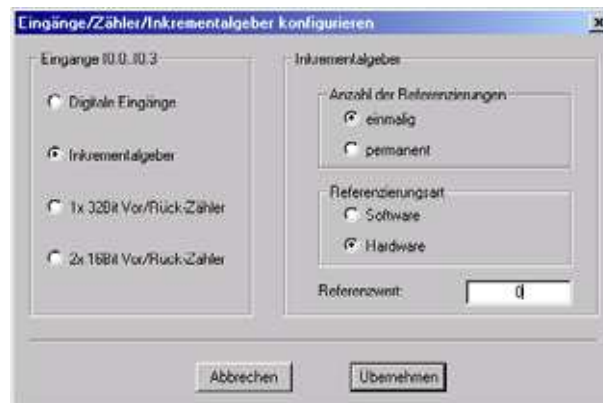 Eingänge/Zähler/Inkrementalgeber konfigurieren
Eingänge I0.0..I0.3
Digitale Eingänge
Inkrementalgeber
1x 32Bit Vor/Rück-Zähler
2x 16Bit Vor/Rück-Zähler
Inkrementalgeber
Anzahl der Referenzierungen
einmalig
permanent
Referenzierungsart
Software
Hardware
Referenzwert:
0
Abbrechen
Übernehmen